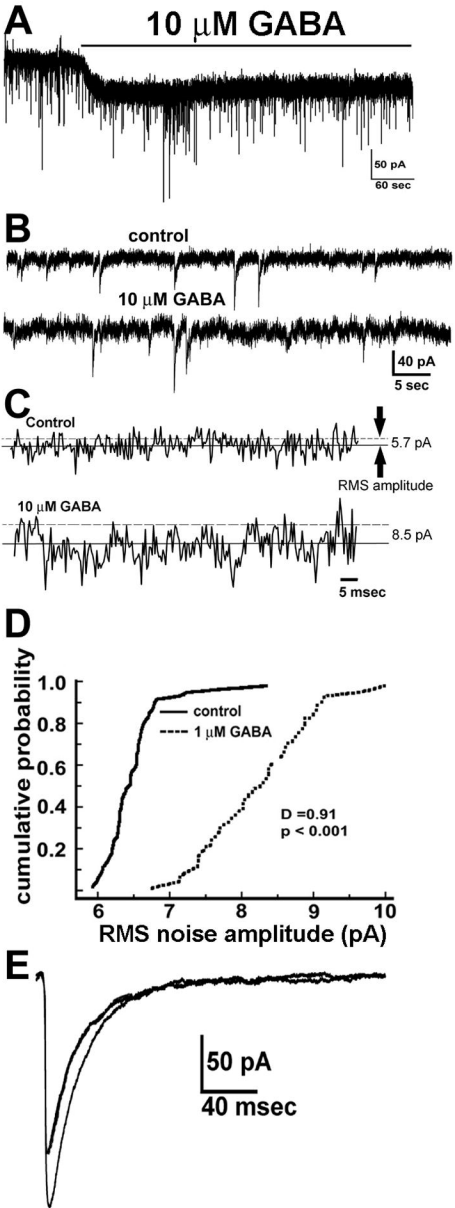 A
10 µM GABA
50 pA
60 sec
B
control
10 µM GABA
40 pA
5 sec
C
Control
5.7 pA
RMS amplitude
10 µM GABA
8.5 pA
5 msec
D
cumulative probability
1.0
0.8
0.6
0.4
0.2
control
1 µM GABA
D =0.91
p < 0.001
6 7 8 9 10
RMS noise amplitude (pA)
E
50 pA
40 msec